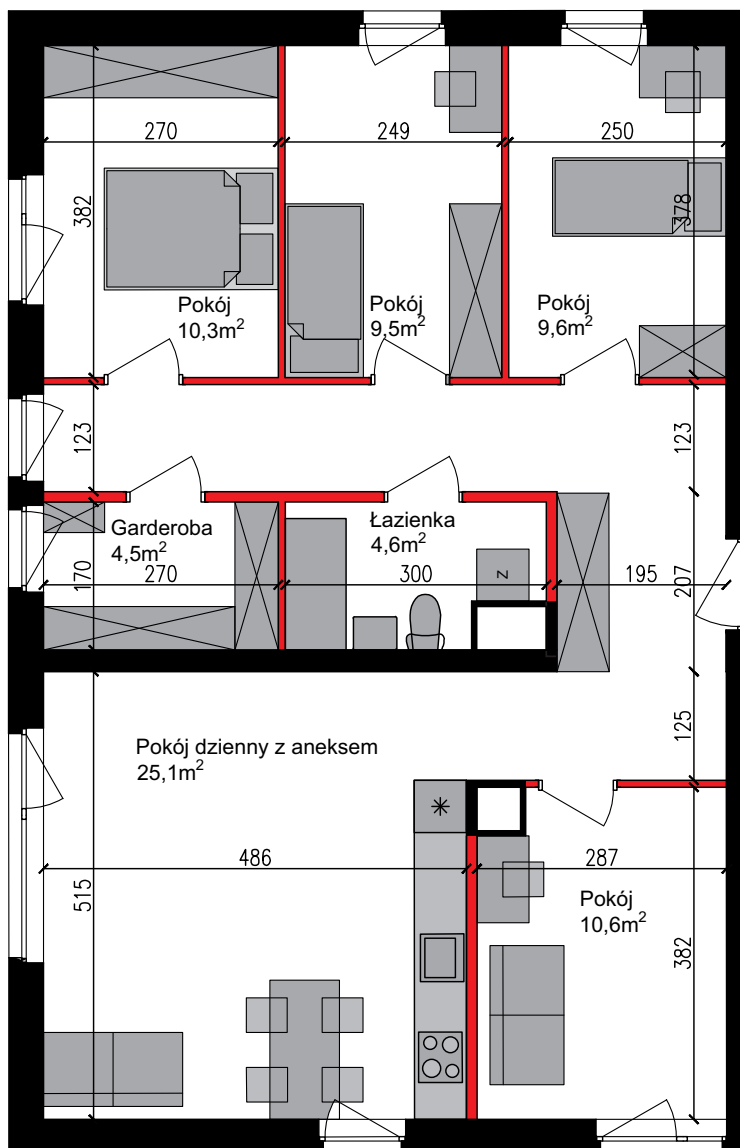 270
249
250
382
378
Pokój
10,3m²
Pokój
9,5m²
Pokój
9,6m²
123
123
Garderoba
4,5m²
Łazienka
4,6m²
170
270
300
195
207
z
Pokój dzienny z aneksem
25,1m²
125
486
287
515
Pokój
10,6m²
382